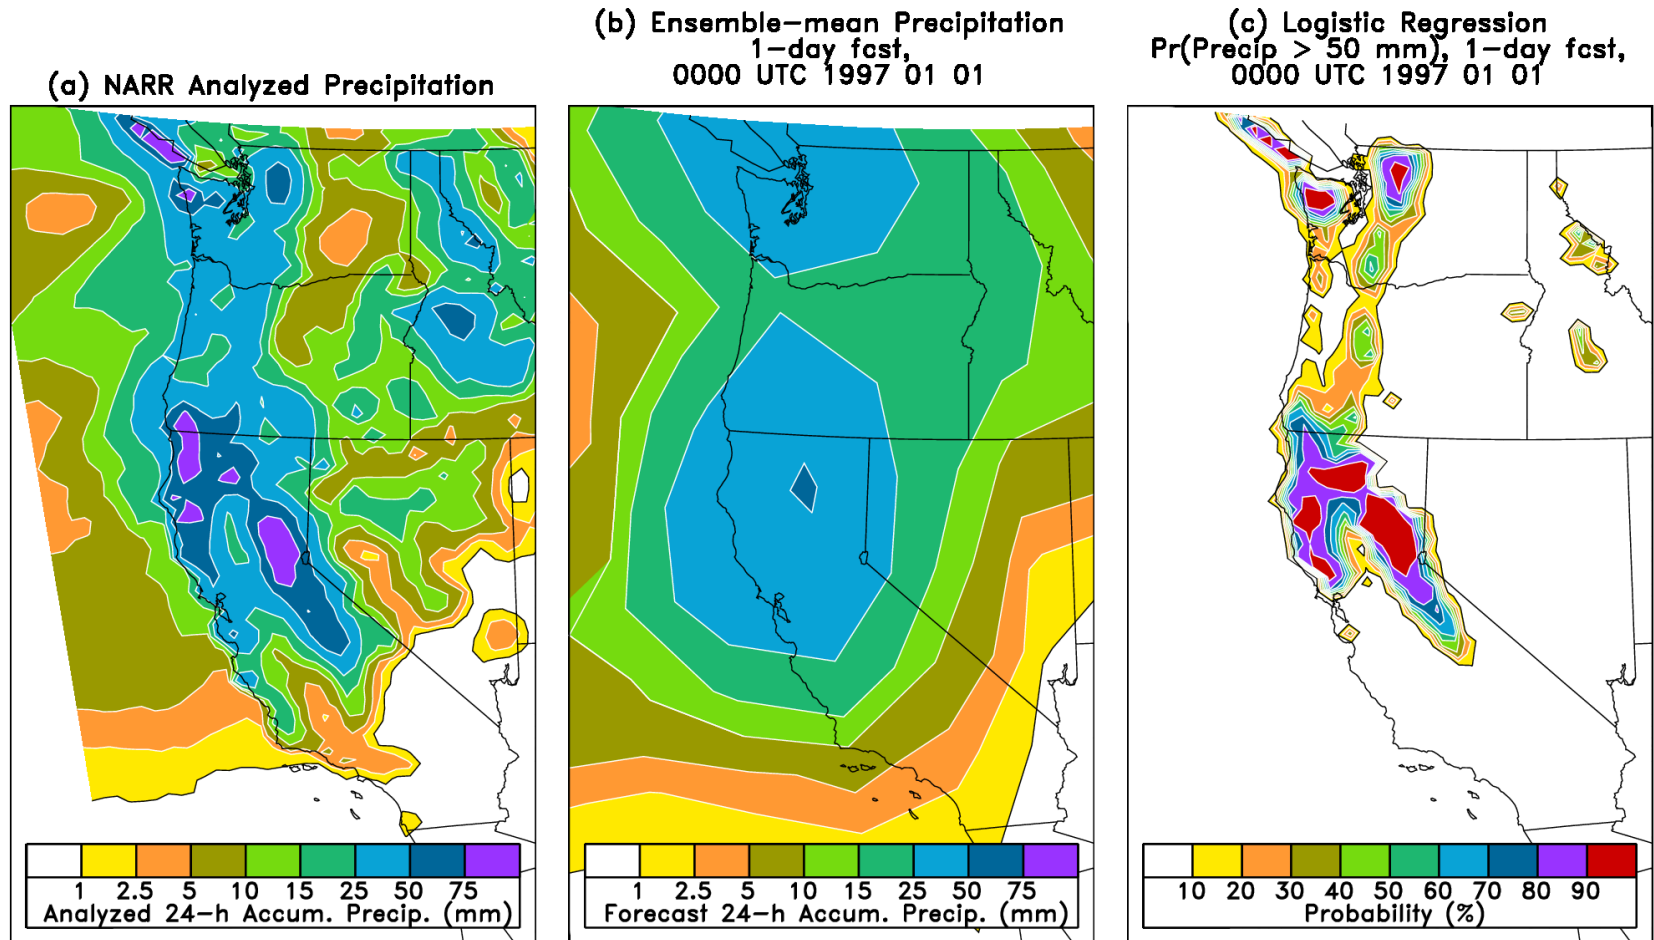 (a) NARR Analyzed Precipitation
(b) Ensemble-mean Precipitation
1-day fcst,
0000 UTC 1997 01 01
(c) Logistic Regression
Pr(Precip > 50 mm), 1-day fcst,
0000 UTC 1997 01 01
1 2.5 5 10 15 25 50 75
Analyzed 24-h Accum. Precip. (mm)
1 2.5 5 10 15 25 50 75
Forecast 24-h Accum. Precip. (mm)
10 20 30 40 50 60 70 80 90
Probability (%)